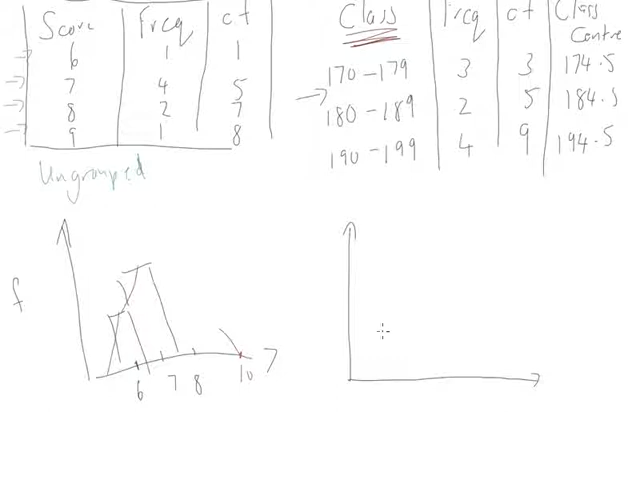 Score Freq cf
6 1 1
7 4 5
8 2 7
9 1 8
Ungrouped
Class Freq cf Class Centre
170-179 3 3 174.5
180-189 2 5 184.5
190-199 4 9 194.5
f
6 7 8 10